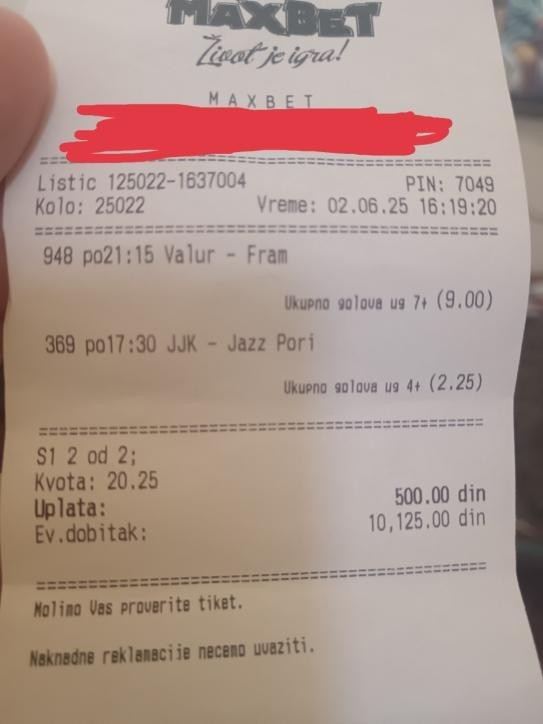 MAXBET
Život je igra!
MAXBET
Listic 125022-1637004 PIN: 7049
Kolo: 25022 Vreme: 02.06.25 16:19:20
948 po21:15 Valur - Fram
Ukupno golova ug 7+ (9.00)
369 po17:30 JJK - Jazz Pori
Ukupno golova ug 4+ (2.25)
S1 2 od 2;
Kvota: 20.25
Uplata: 500.00 din
Ev.dobitak: 10,125.00 din
Molimo Vas proverite tiket.
Naknadne reklamacije necemo uvaziti.